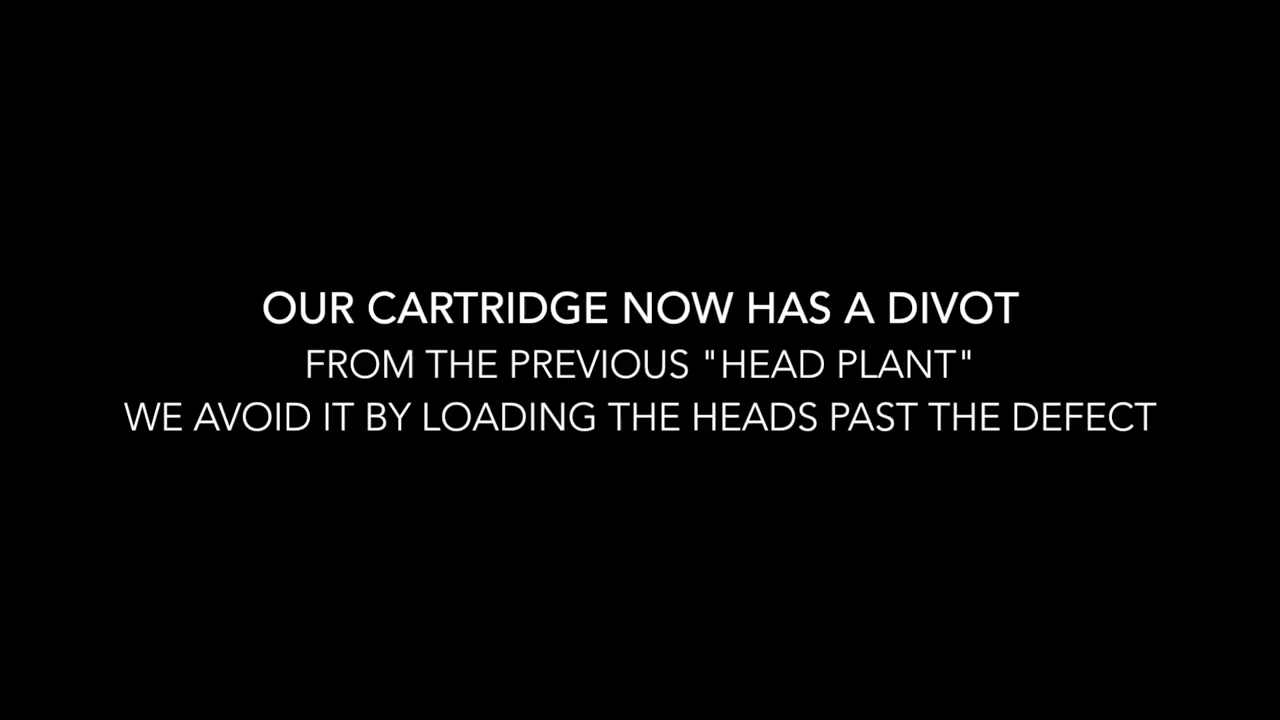 OUR CARTRIDGE NOW HAS A DIVOT
FROM THE PREVIOUS "HEAD PLANT"
WE AVOID IT BY LOADING THE HEADS PAST THE DEFECT